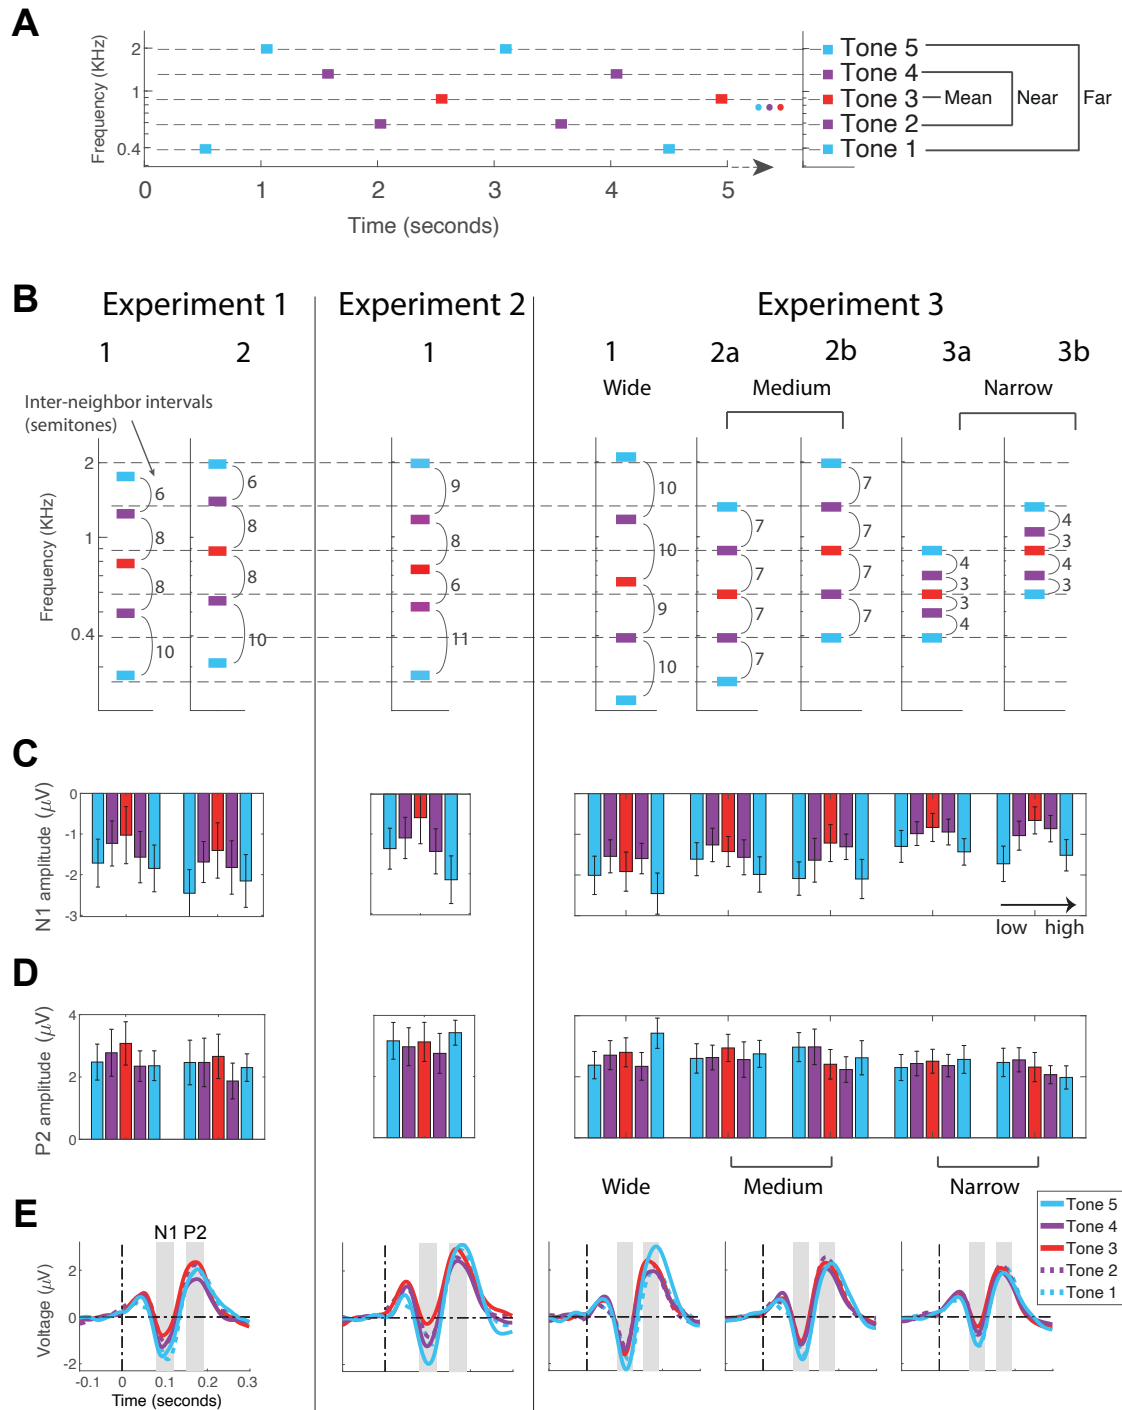 A
Frequency (KHz)
2
1
0.4
0
1
2
3
4
5
Time (seconds)
Tone 5
Tone 4
Tone 3
Tone 2
Tone 1
Mean
Near
Far
B
Experiment 1
Experiment 2
Experiment 3
1
2
1
1
2a
2b
3a
3b
Wide
Medium
Narrow
Inter-neighbor intervals
(semitones)
Frequency (KHz)
2
1
0.4
6
8
8
10
6
8
8
10
9
8
6
11
10
10
9
10
7
7
7
7
7
7
7
7
4
3
3
4
4
3
4
3
C
N1 amplitude (μV)
0
-1
-2
-3
low high
D
P2 amplitude (μV)
4
2
0
Wide
Medium
Narrow
E
N1 P2
Voltage (μV)
2
0
-2
-0.1
0
0.1
0.2
0.3
Time (seconds)
Tone 5
Tone 4
Tone 3
Tone 2
Tone 1